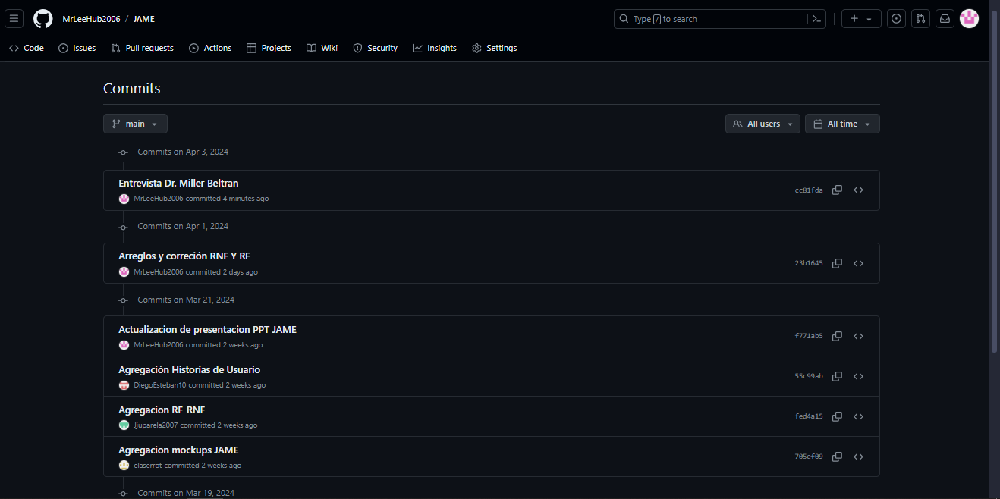 MrLeeHub2006 / JAME
Type / to search
Code Issues Pull requests Actions Projects Wiki Security Insights Settings
Commits
main
All users All time
Commits on Apr 3, 2024
Entrevista Dr. Miller Beltran
MrLeeHub2006 committed 4 minutes ago
cc81fda
Commits on Apr 1, 2024
Arreglos y correción RNF Y RF
MrLeeHub2006 committed 2 days ago
23b1645
Commits on Mar 21, 2024
Actualizacion de presentacion PPT JAME
MrLeeHub2006 committed 2 weeks ago
f771ab5
Agregación Historias de Usuario
DiegoEsteban10 committed 2 weeks ago
55c99ab
Agregacion RF-RNF
Jjuparela2007 committed 2 weeks ago
fed4a15
Agregacion mockups JAME
elaserrot committed 2 weeks ago
705ef09
Commits on Mar 19, 2024